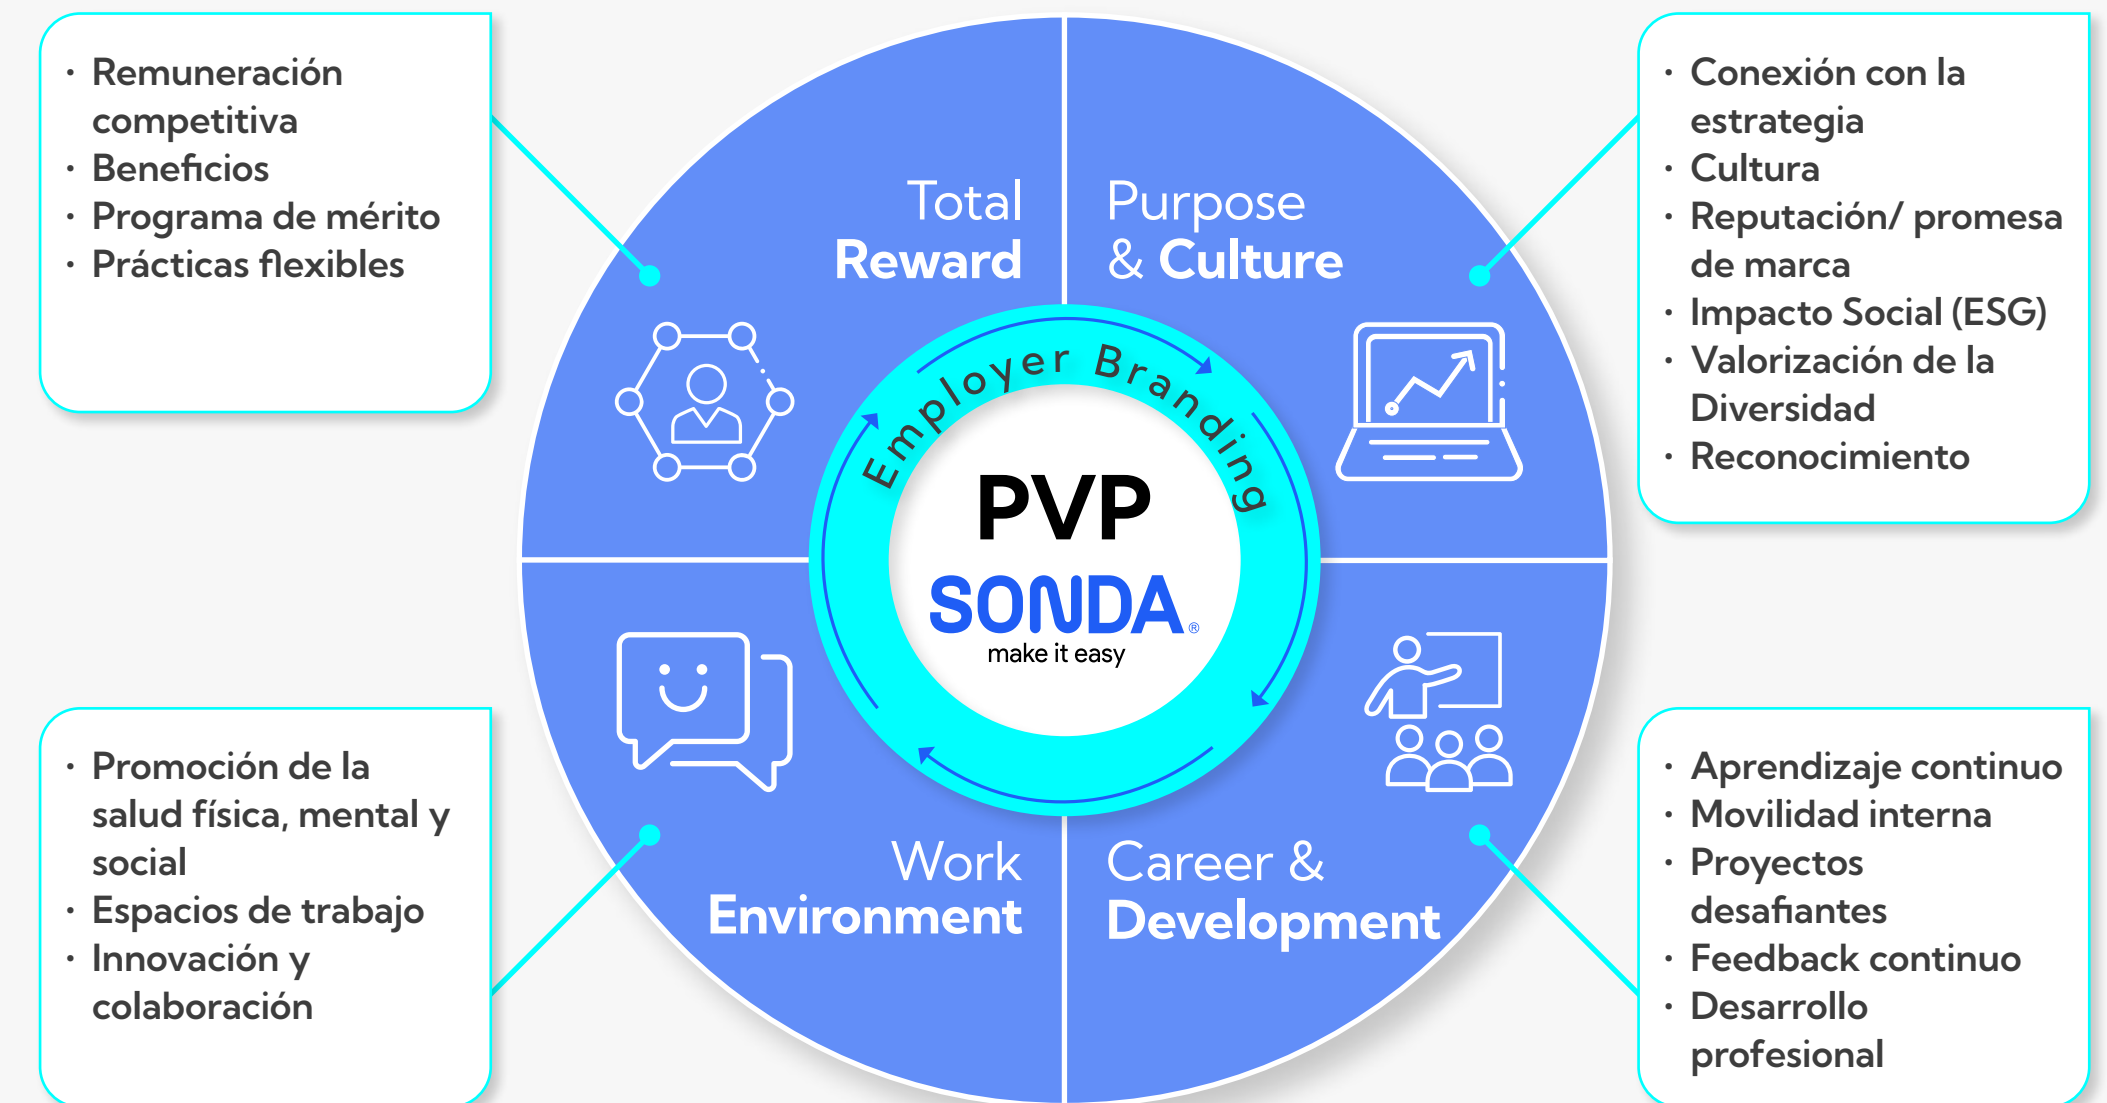 • Remuneración
competitiva
• Beneficios
• Programa de mérito
• Prácticas flexibles
Total
Reward
Purpose
& Culture
• Conexión con la
estrategia
• Cultura
• Reputación/ promesa
de marca
• Impacto Social (ESG)
• Valorización de la
Diversidad
• Reconocimiento
Employer Branding
PVP
SONDA®
make it easy
• Promoción de la
salud física, mental y
social
• Espacios de trabajo
• Innovación y
colaboración
Work
Environment
Career &
Development
• Aprendizaje continuo
• Movilidad interna
• Proyectos
desafiantes
• Feedback continuo
• Desarrollo
profesional